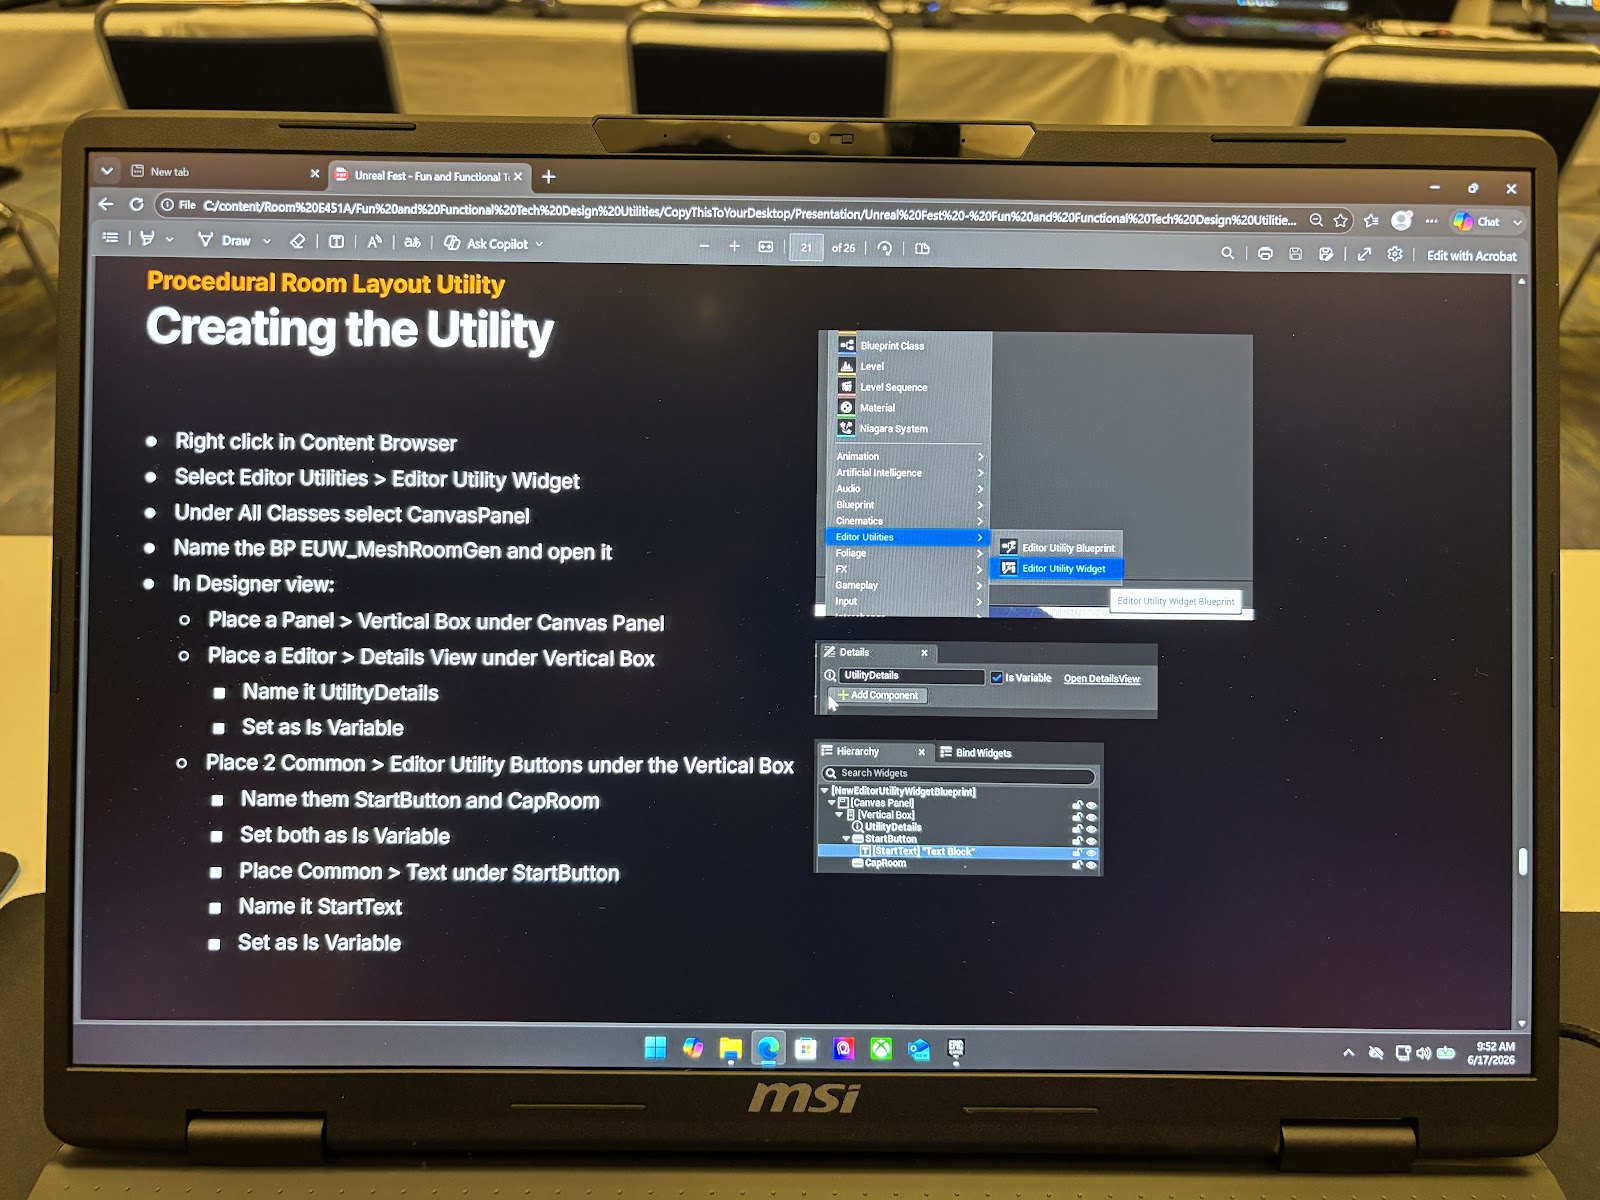 New tab
Unreal Fest - Fun and Functional Te
File C:/content/Room%20E451A/Fun%20and%20Functional%20Tech%20Design%20Utilities/CopyThisToYourDesktop/Presentation/Unreal%20Fest%20-%20Fun%20and%20Functional%20Tech%20Design%20Utilitie...
Chat
Draw
aあ
Ask Copilot
21 of 26
Edit with Acrobat
Procedural Room Layout Utility
Creating the Utility
● Right click in Content Browser
● Select Editor Utilities > Editor Utility Widget
● Under All Classes select CanvasPanel
● Name the BP EUW_MeshRoomGen and open it
● In Designer view:
○ Place a Panel > Vertical Box under Canvas Panel
○ Place a Editor > Details View under Vertical Box
■ Name it UtilityDetails
■ Set as Is Variable
○ Place 2 Common > Editor Utility Buttons under the Vertical Box
■ Name them StartButton and CapRoom
■ Set both as Is Variable
■ Place Common > Text under StartButton
■ Name it StartText
■ Set as Is Variable
Blueprint Class
Level
Level Sequence
Material
Niagara System
Animation
Artificial Intelligence
Audio
Blueprint
Cinematics
Editor Utilities
Foliage
FX
Gameplay
Input
Editor Utility Blueprint
Editor Utility Widget
Editor Utility Widget Blueprint
Details
UtilityDetails
Is Variable
Open DetailsView
+ Add Component
Hierarchy
Bind Widgets
Search Widgets
[NewEditorUtilityWidgetBlueprint]
[Canvas Panel]
[Vertical Box]
UtilityDetails
StartButton
[StartText] "Text Block"
CapRoom
EPIC
NEW
9:52 AM
6/17/2026
msi